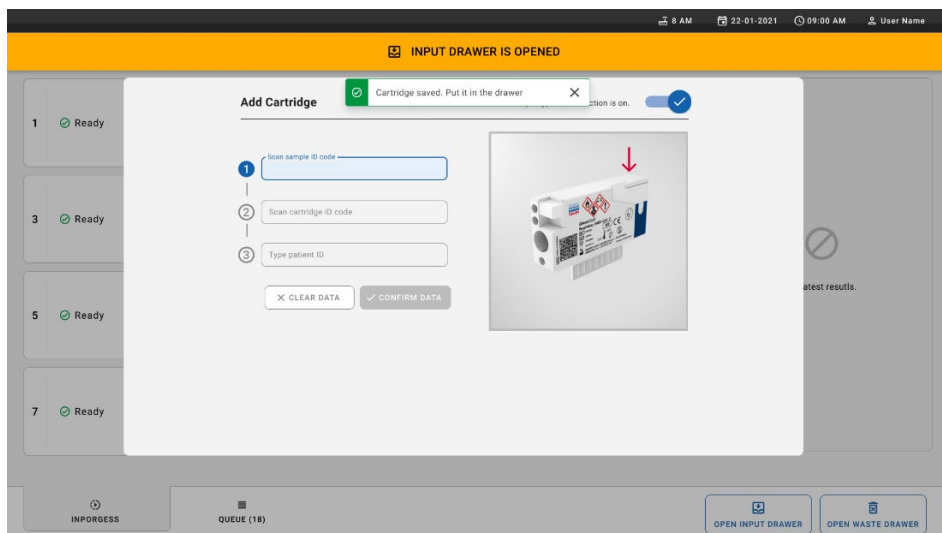 8 AM 22-01-2021 09:00 AM User Name
INPUT DRAWER IS OPENED
Cartridge saved. Put it in the drawer
Add Cartridge
ction is on.
1 Ready
Scan sample ID code
1
2 Scan cartridge ID code
3 Ready
3 Type patient ID
CLEAR DATA CONFIRM DATA
atest resutls.
5 Ready
7 Ready
INPORGESS
QUEUE (18)
OPEN INPUT DRAWER
OPEN WASTE DRAWER